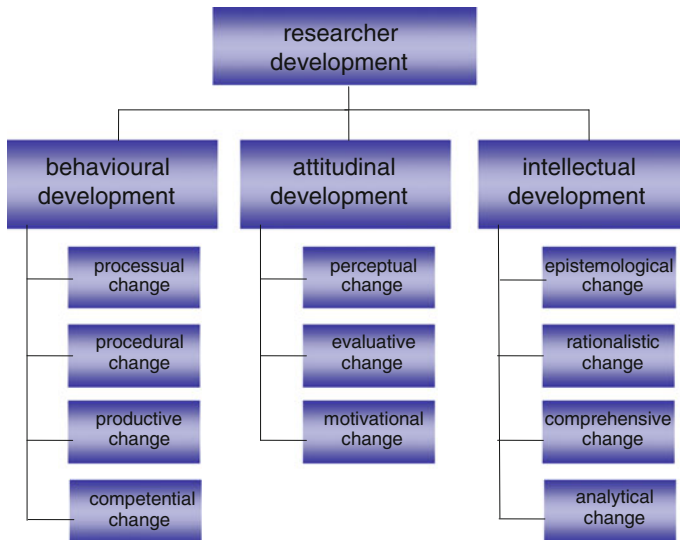 researcher
development
behavioural
development
processual
change
procedural
change
productive
change
competential
change
attitudinal
development
perceptual
change
evaluative
change
motivational
change
intellectual
development
epistemological
change
rationalistic
change
comprehensive
change
analytical
change